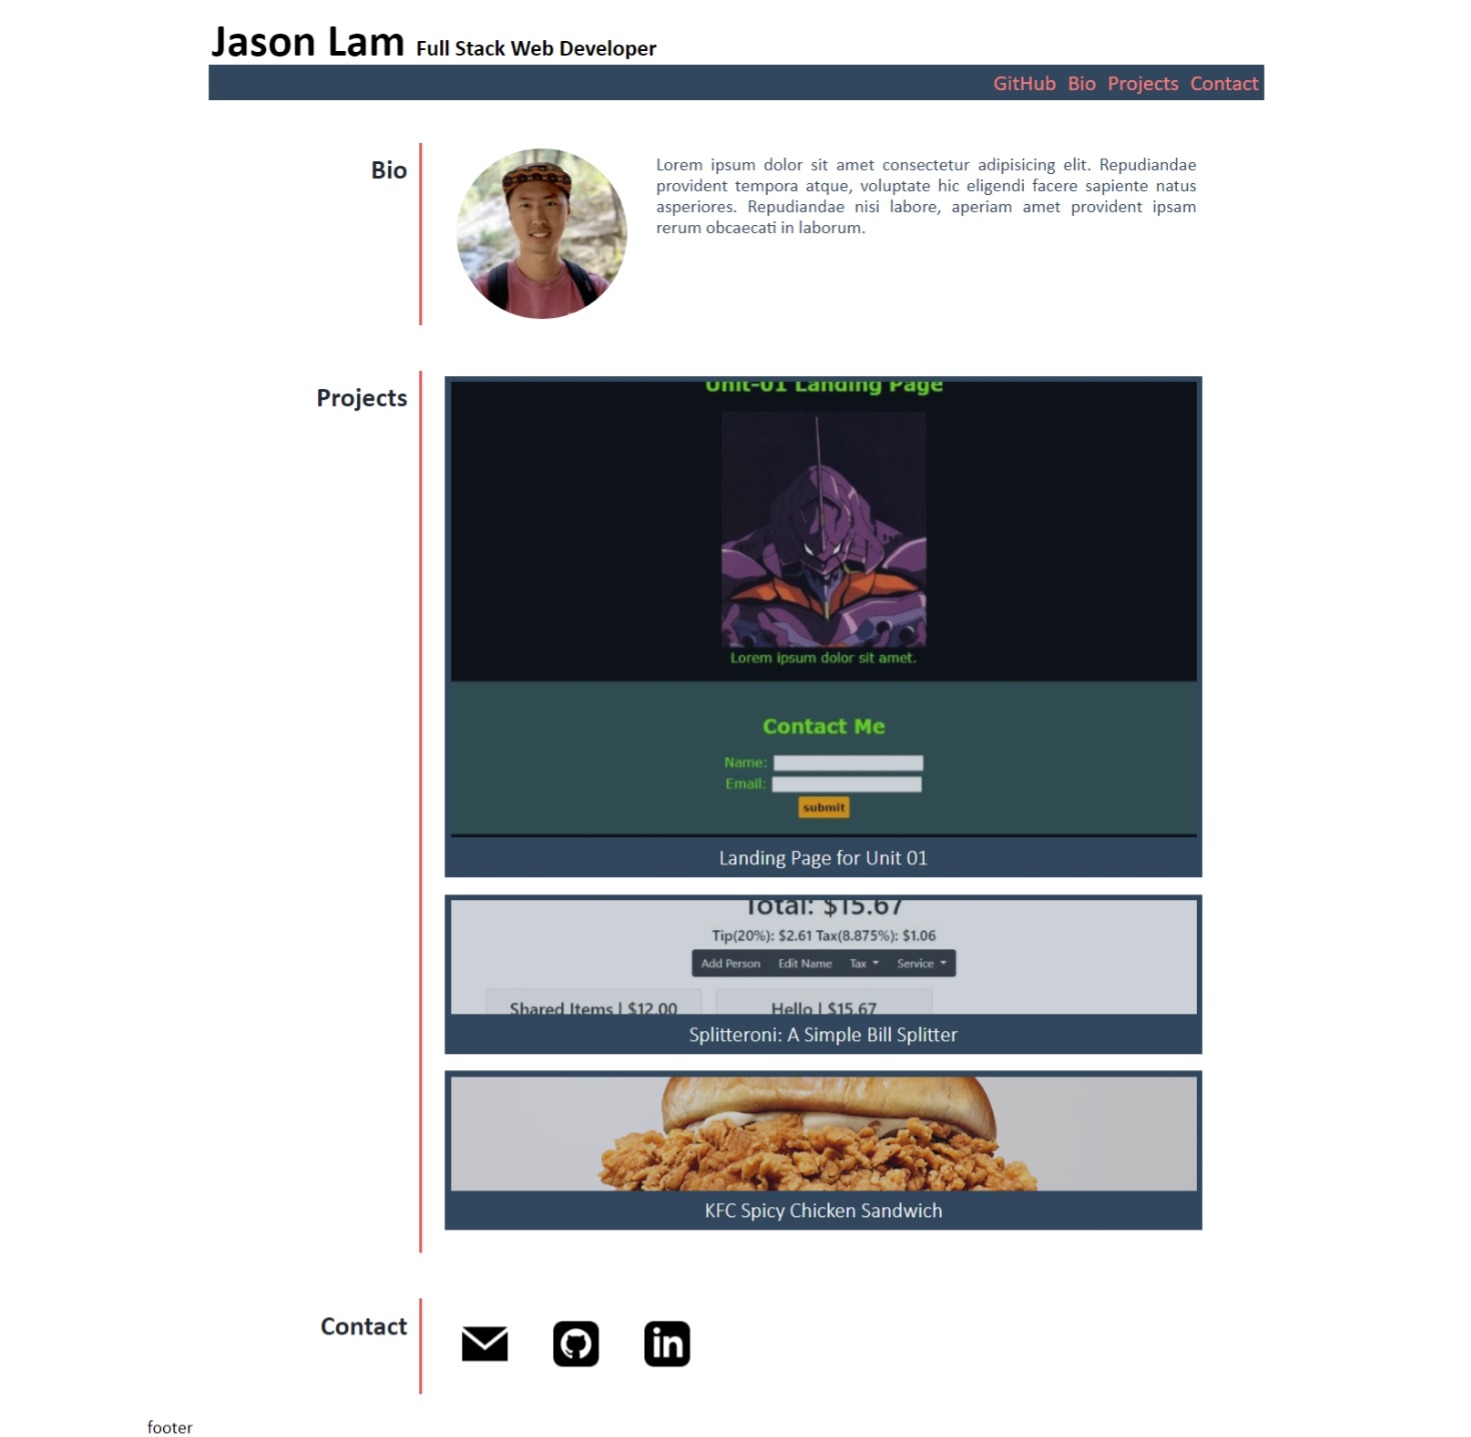 Jason Lam Full Stack Web Developer
GitHub Bio Projects Contact
Bio
Lorem ipsum dolor sit amet consectetur adipisicing elit. Repudiandae
provident tempora atque, voluptate hic eligendi facere sapiente natus
asperiores. Repudiandae nisi labore, aperiam amet provident ipsam
rerum obcaecati in laborum.
Projects
Unit-01 Landing Page
Lorem ipsum dolor sit amet.
Contact Me
Name:
Email:
submit
Landing Page for Unit 01
Total: $15.67
Tip(20%): $2.61 Tax(8.875%): $1.06
Add Person Edit Name Tax Service
Shared Items | $12.00 Hello | $15.67
Splitteroni: A Simple Bill Splitter
KFC Spicy Chicken Sandwich
Contact
in
footer